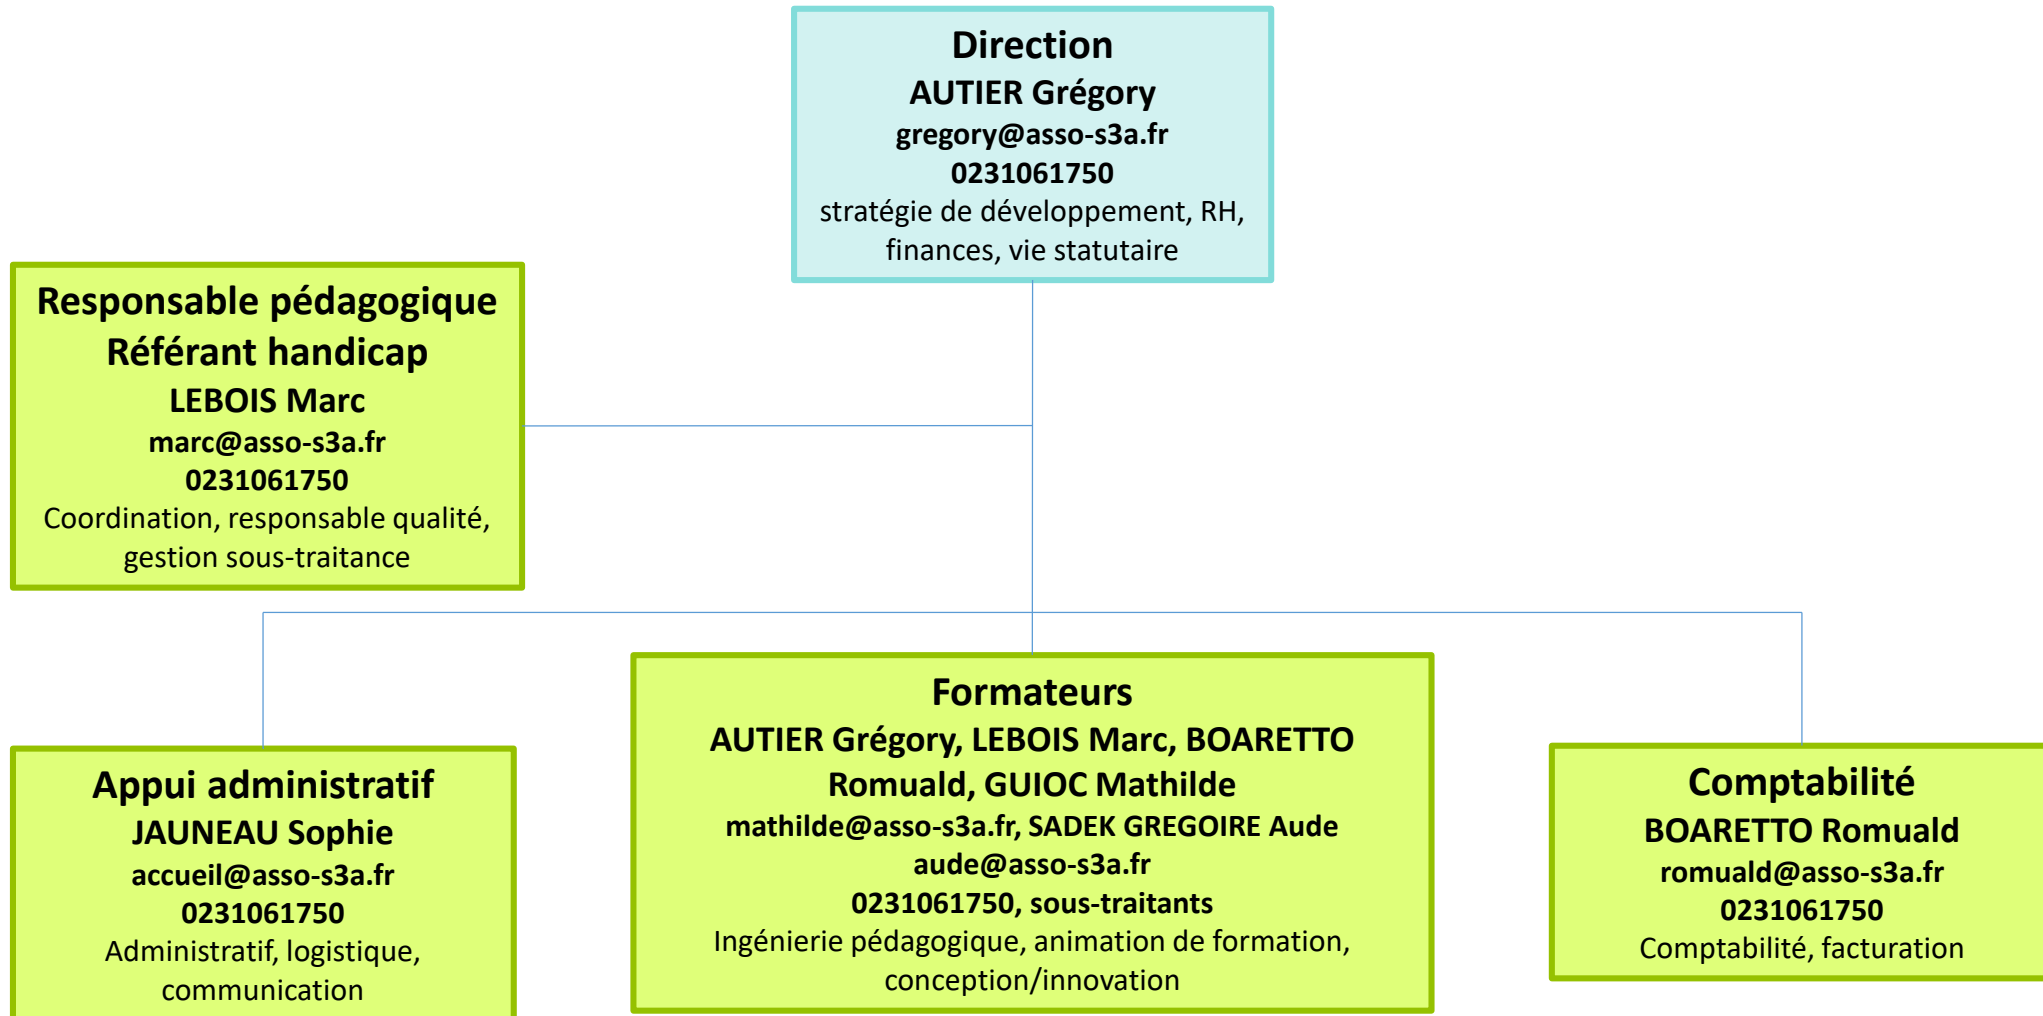 Direction
AUTIER Grégory
gregory@asso-s3a.fr
0231061750
stratégie de développement, RH,
finances, vie statutaire
Responsable pédagogique
Référant handicap
LEBOIS Marc
marc@asso-s3a.fr
0231061750
Coordination, responsable qualité,
gestion sous-traitance
Appui administratif
JAUNEAU Sophie
accueil@asso-s3a.fr
0231061750
Administratif, logistique,
communication
Formateurs
AUTIER Grégory, LEBOIS Marc, BOARETTO
Romuald, GUIOC Mathilde
mathilde@asso-s3a.fr, SADEK GREGOIRE Aude
aude@asso-s3a.fr
0231061750, sous-traitants
Ingénierie pédagogique, animation de formation,
conception/innovation
Comptabilité
BOARETTO Romuald
romuald@asso-s3a.fr
0231061750
Comptabilité, facturation